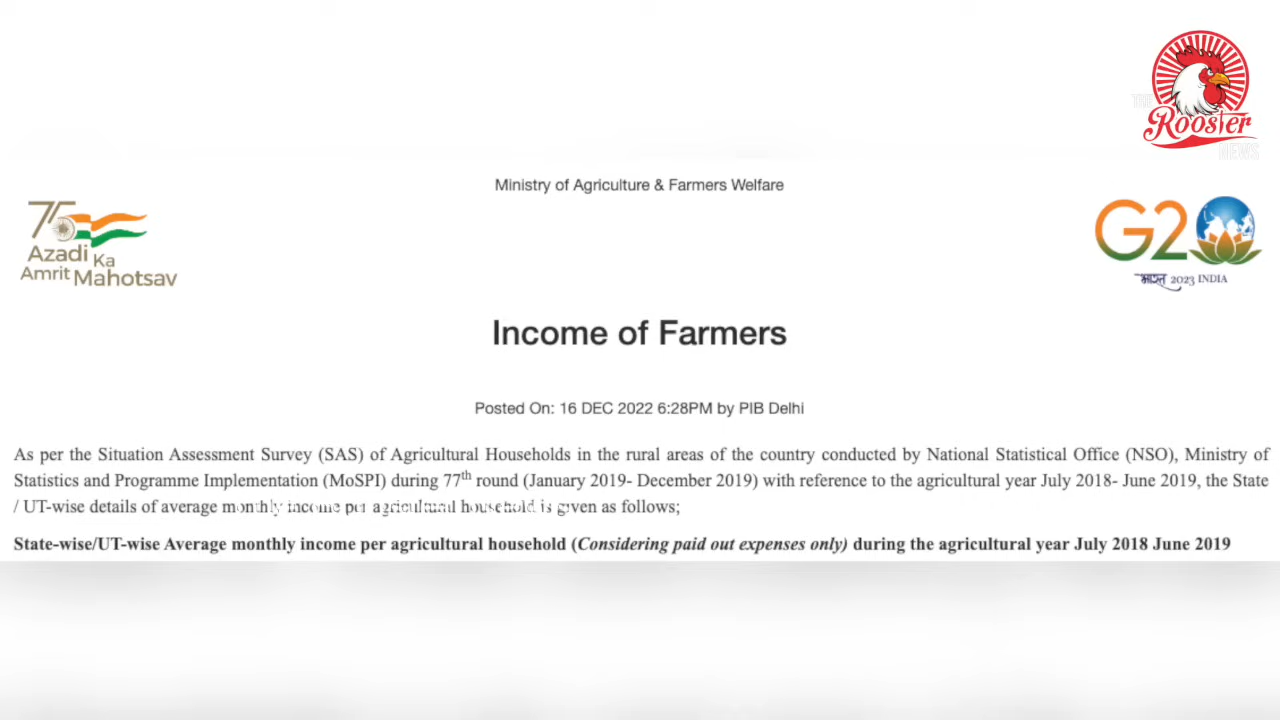 THE
Rooster
NEWS
Ministry of Agriculture & Farmers Welfare
75
Azadi Ka
Amrit Mahotsav
G20
भारत 2023 INDIA
Income of Farmers
Posted On: 16 DEC 2022 6:28PM by PIB Delhi
As per the Situation Assessment Survey (SAS) of Agricultural Households in the rural areas of the country conducted by National Statistical Office (NSO), Ministry of
Statistics and Programme Implementation (MoSPI) during 77th round (January 2019- December 2019) with reference to the agricultural year July 2018- June 2019, the State
/ UT-wise details of average monthly income per agricultural household is given as follows;
State-wise/UT-wise Average monthly income per agricultural household (Considering paid out expenses only) during the agricultural year July 2018 June 2019